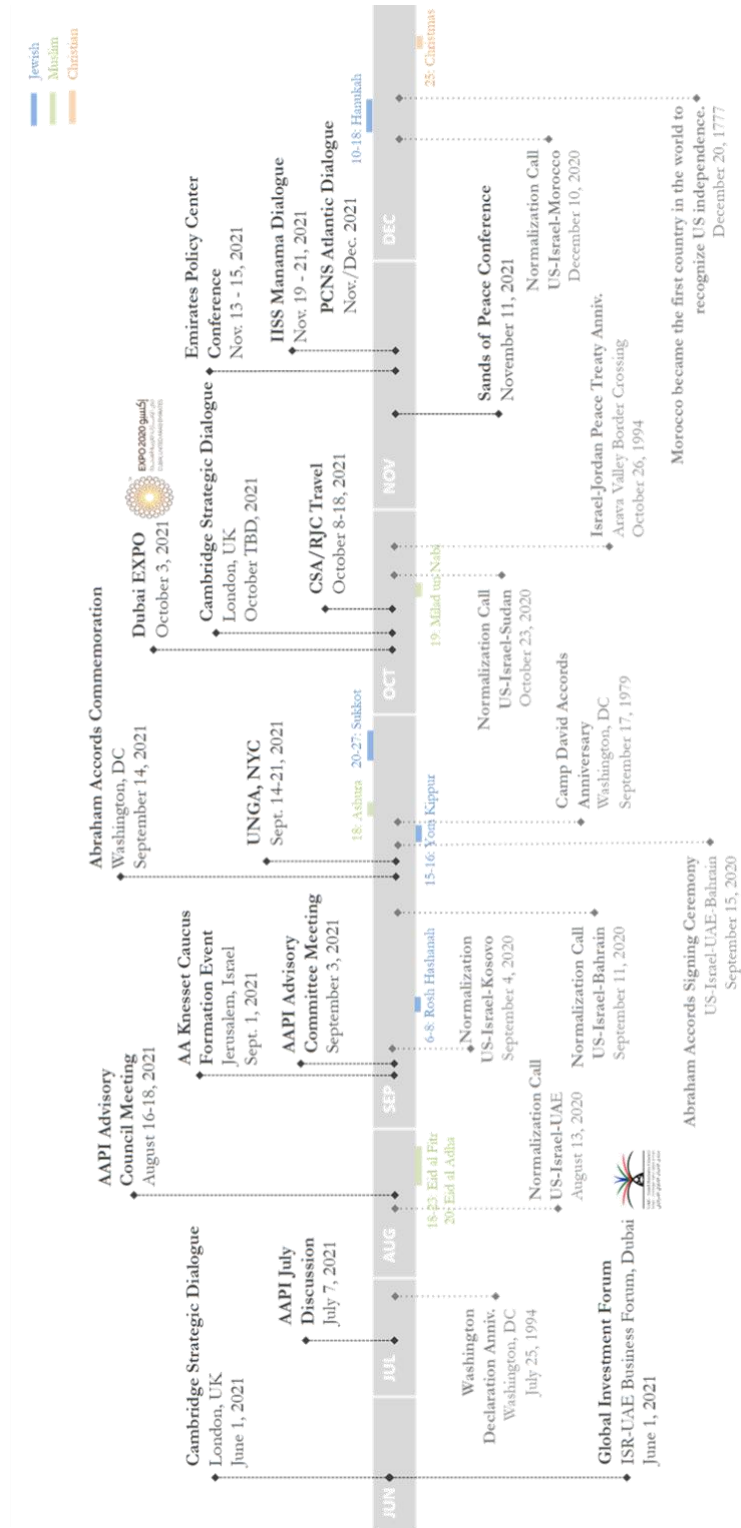 Jewish
Muslim
Christian
Cambridge Strategic Dialogue
London, UK
June 1, 2021
AAPI July
Discussion
July 7, 2021
AAPI Advisory
Council Meeting
August 16-18, 2021
AA Knesset Caucus
Formation Event
Jerusalem, Israel
Sept. 1, 2021
AAPI Advisory
Committee Meeting
September 3, 2021
Abraham Accords Commemoration
Washington, DC
September 14, 2021
UNGA, NYC
Sept. 14-21, 2021
18: Ashura
20-27: Sukkot
Dubai EXPO
October 3, 2021
EXPO 2020
إكسبو
Cambridge Strategic Dialogue
London, UK
October TBD, 2021
CSA/RJC Travel
October 8-18, 2021
Emirates Policy Center
Conference
Nov. 13 - 15, 2021
IISS Manama Dialogue
Nov. 19 - 21, 2021
PCNS Atlantic Dialogue
Nov./Dec. 2021
10-18: Hanukah
JUN
JUL
AUG
SEP
OCT
NOV
DEC
Global Investment Forum
ISR-UAE Business Forum, Dubai
June 1, 2021
Washington
Declaration Anniv.
Washington, DC
July 25, 1994
18-23: Eid al Fitr
20: Eid al Adha
Normalization Call
US-Israel-UAE
August 13, 2020
6-8: Rosh Hashanah
Normalization
US-Israel-Kosovo
September 4, 2020
Normalization Call
US-Israel-Bahrain
September 11, 2020
15-16: Yom Kippur
Abraham Accords Signing Ceremony
US-Israel-UAE-Bahrain
September 15, 2020
Camp David Accords
Anniversary
Washington, DC
September 17, 1979
19: Milad un Nabi
Normalization Call
US-Israel-Sudan
October 23, 2020
Israel-Jordan Peace Treaty Anniv.
Arava Valley Border Crossing
October 26, 1994
Sands of Peace Conference
November 11, 2021
Normalization Call
US-Israel-Morocco
December 10, 2020
Morocco became the first country in the world to
recognize US independence.
December 20, 1777
25: Christmas